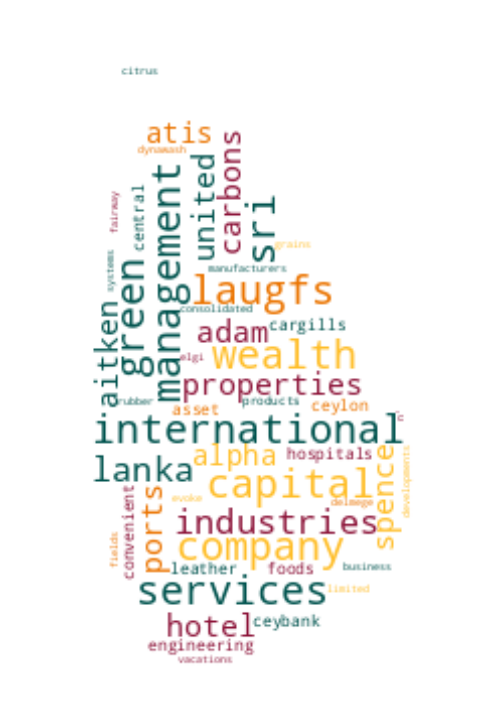 citrus
atis
dynawash
carbons
united
management
central
fairway
sri
grains
systems
green
manufacturers
laugfs
consolidated
aitken
adam
cargills
elgi
wealth
properties
rubber
products
asset
ceylon
international
alpha
hospitals
lanka
capital
spence
developments
convenient
ports
evoke
delmege
industries
company
fields
leather
foods
business
services
limited
hotel
ceybank
engineering
vacations